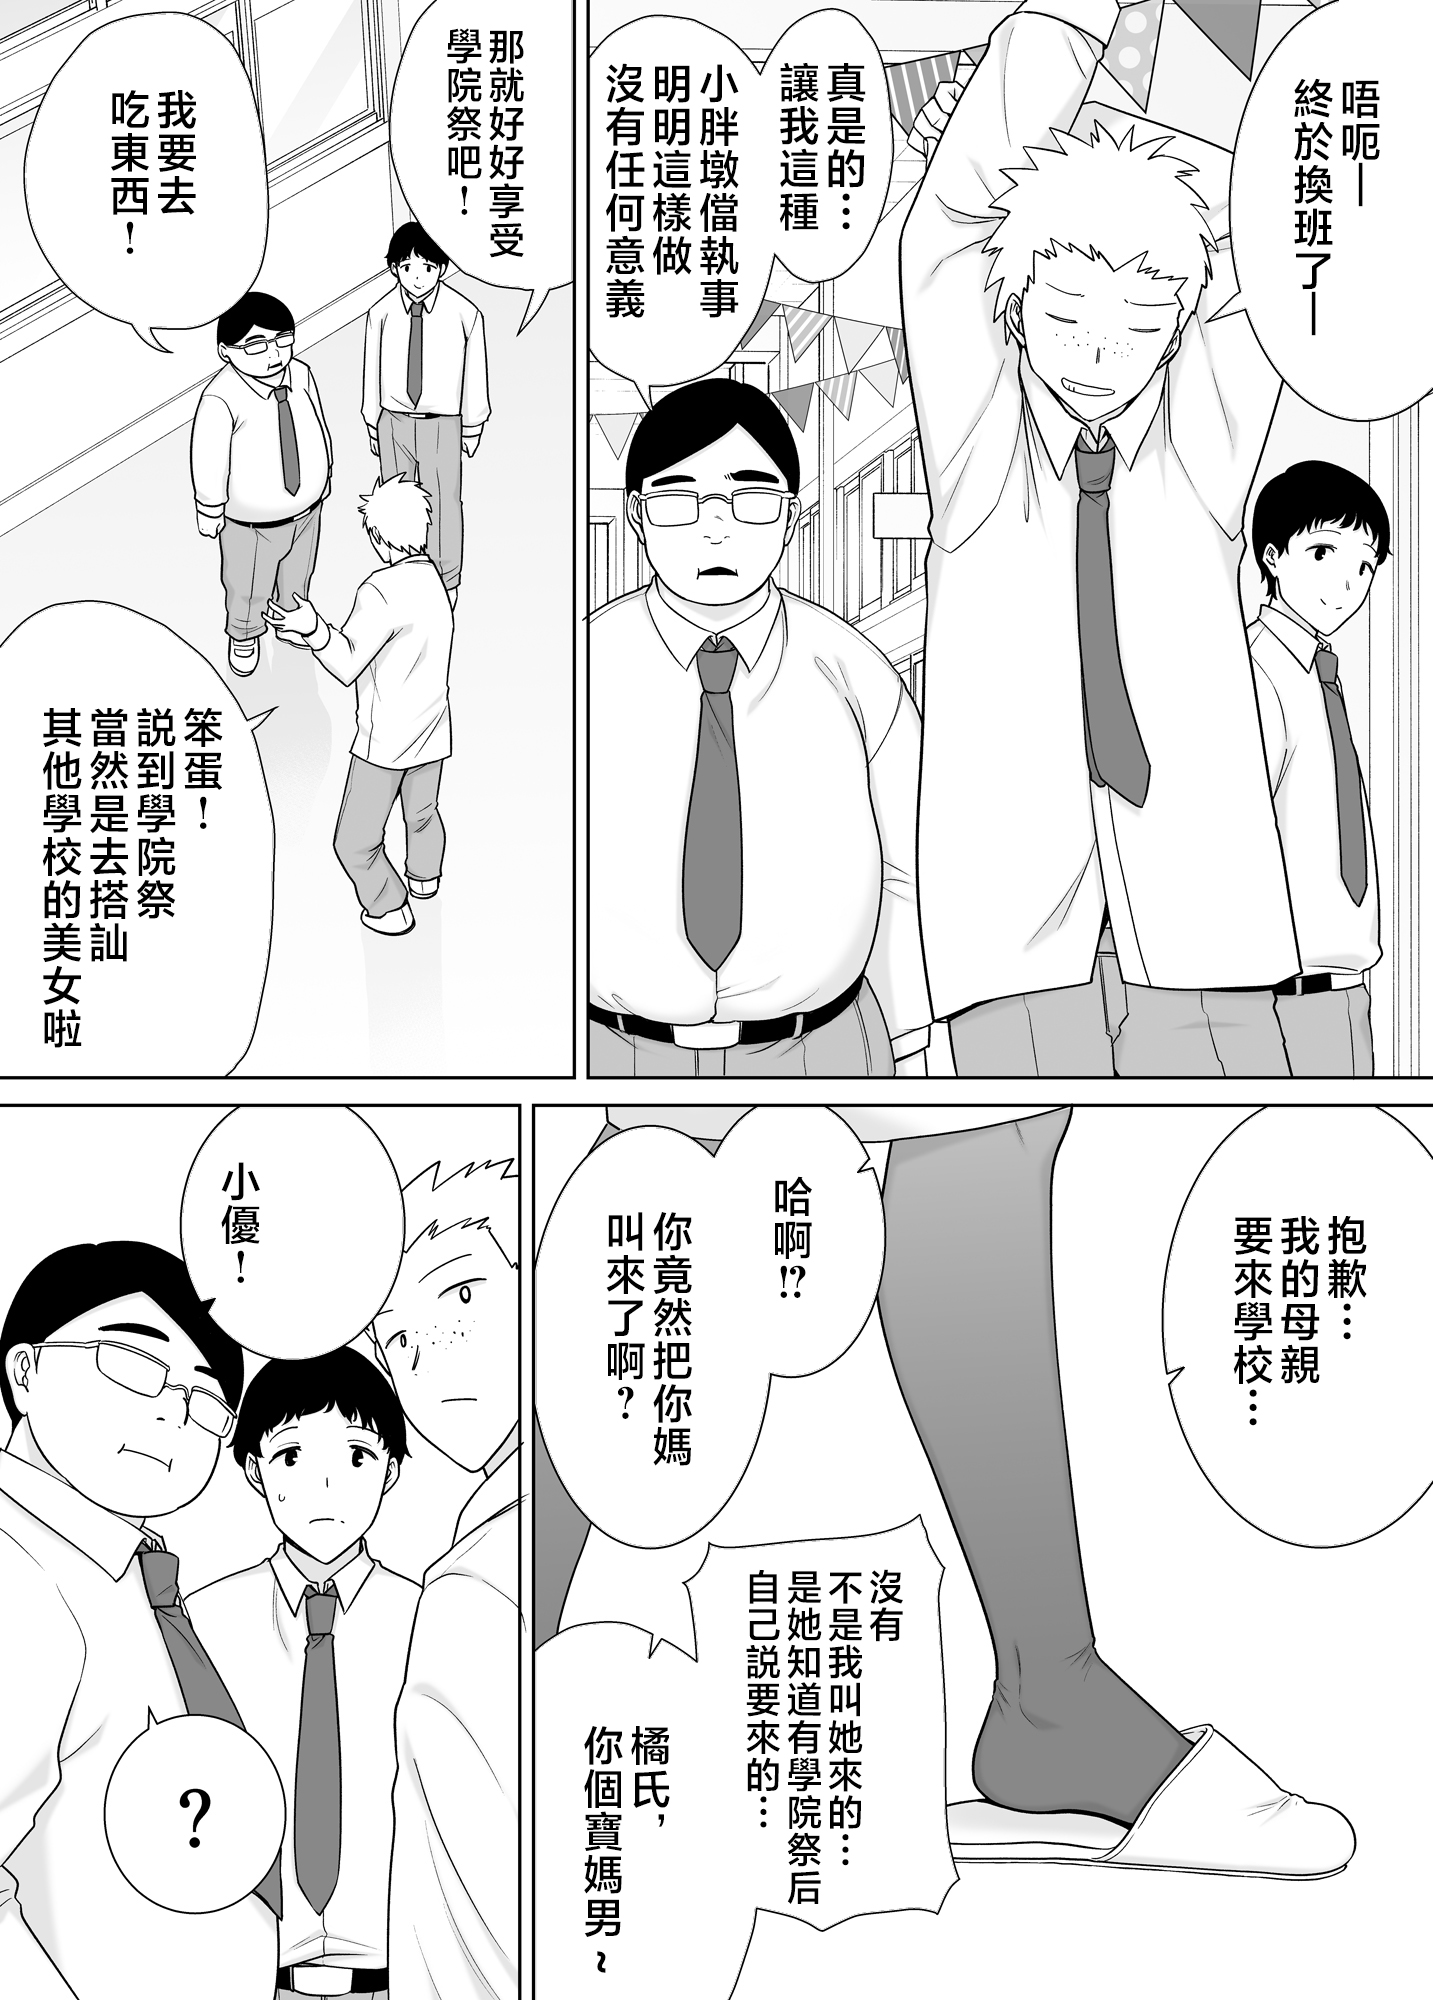 唔呃—
終於換班了—
真是的…
讓我這種
小胖墩當執事
明明這樣做
沒有任何意義
那就好好享受
學院祭吧！
我要去
吃東西！
笨蛋！
説到學院祭
當然是去搭訕
其他學校的美女啦
抱歉…
我的母親
要來學校…
哈啊!?
你竟然把你媽
叫來了啊？
沒有
不是我叫她來的…
是她知道有學院祭后
自己説要來的…
橘氏，
你個寶媽男~
小優！
？